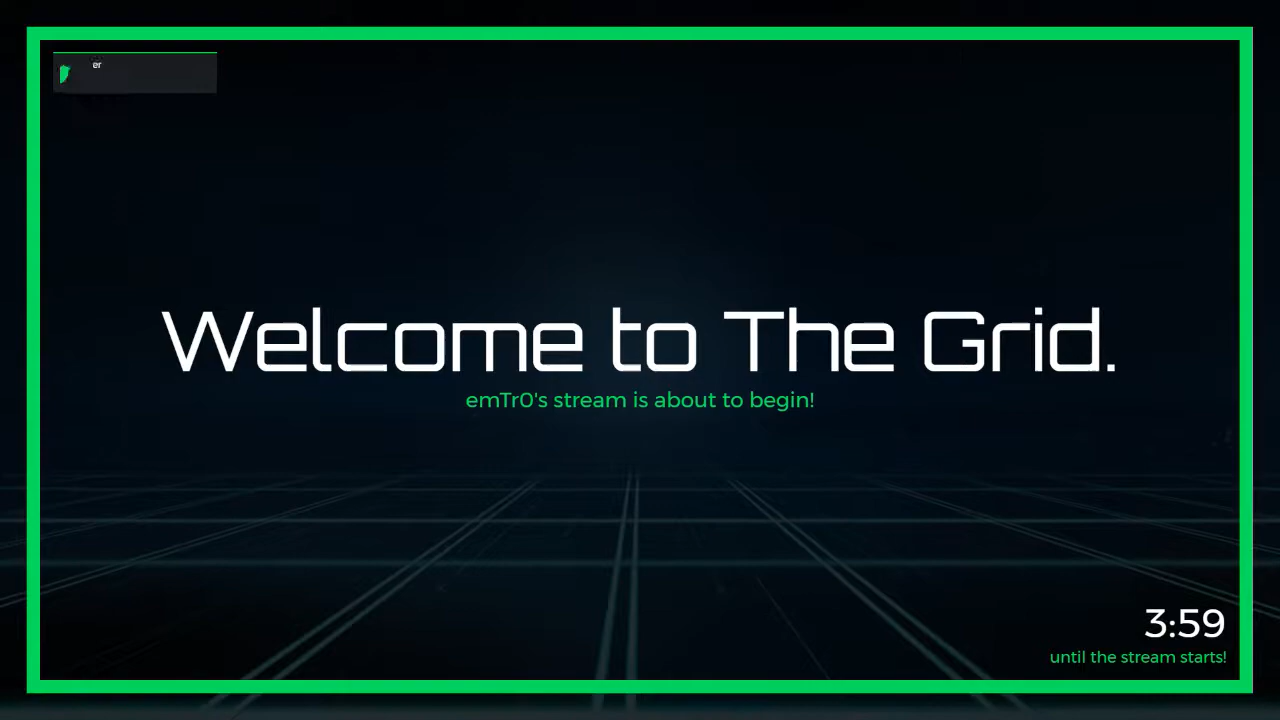 er
Welcome to The Grid.
emTr0's stream is about to begin!
3:59
until the stream starts!